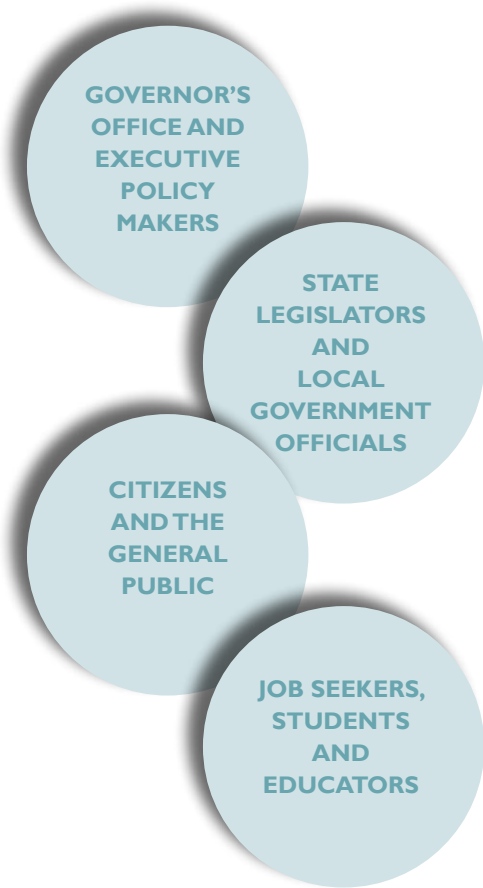 GOVERNOR’S
OFFICE AND
EXECUTIVE
POLICY
MAKERS
STATE
LEGISLATORS
AND
LOCAL
GOVERNMENT
OFFICIALS
CITIZENS
AND THE
GENERAL
PUBLIC
JOB SEEKERS,
STUDENTS
AND
EDUCATORS